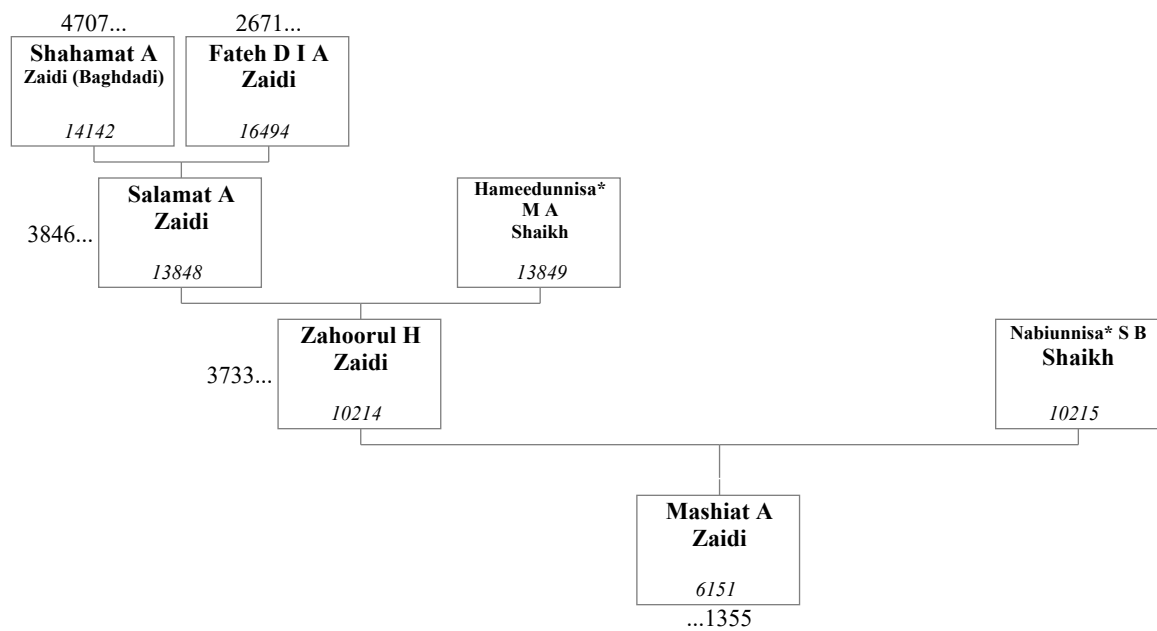 4707...
2671...
Shahamat A
Zaidi (Baghdadi)
14142
Fateh D I A
Zaidi
16494
3846...
Salamat A
Zaidi
13848
Hameedunnisa*
M A
Shaikh
13849
3733...
Zahoorul H
Zaidi
10214
Nabiunnisa* S B
Shaikh
10215
Mashiat A
Zaidi
6151
...1355